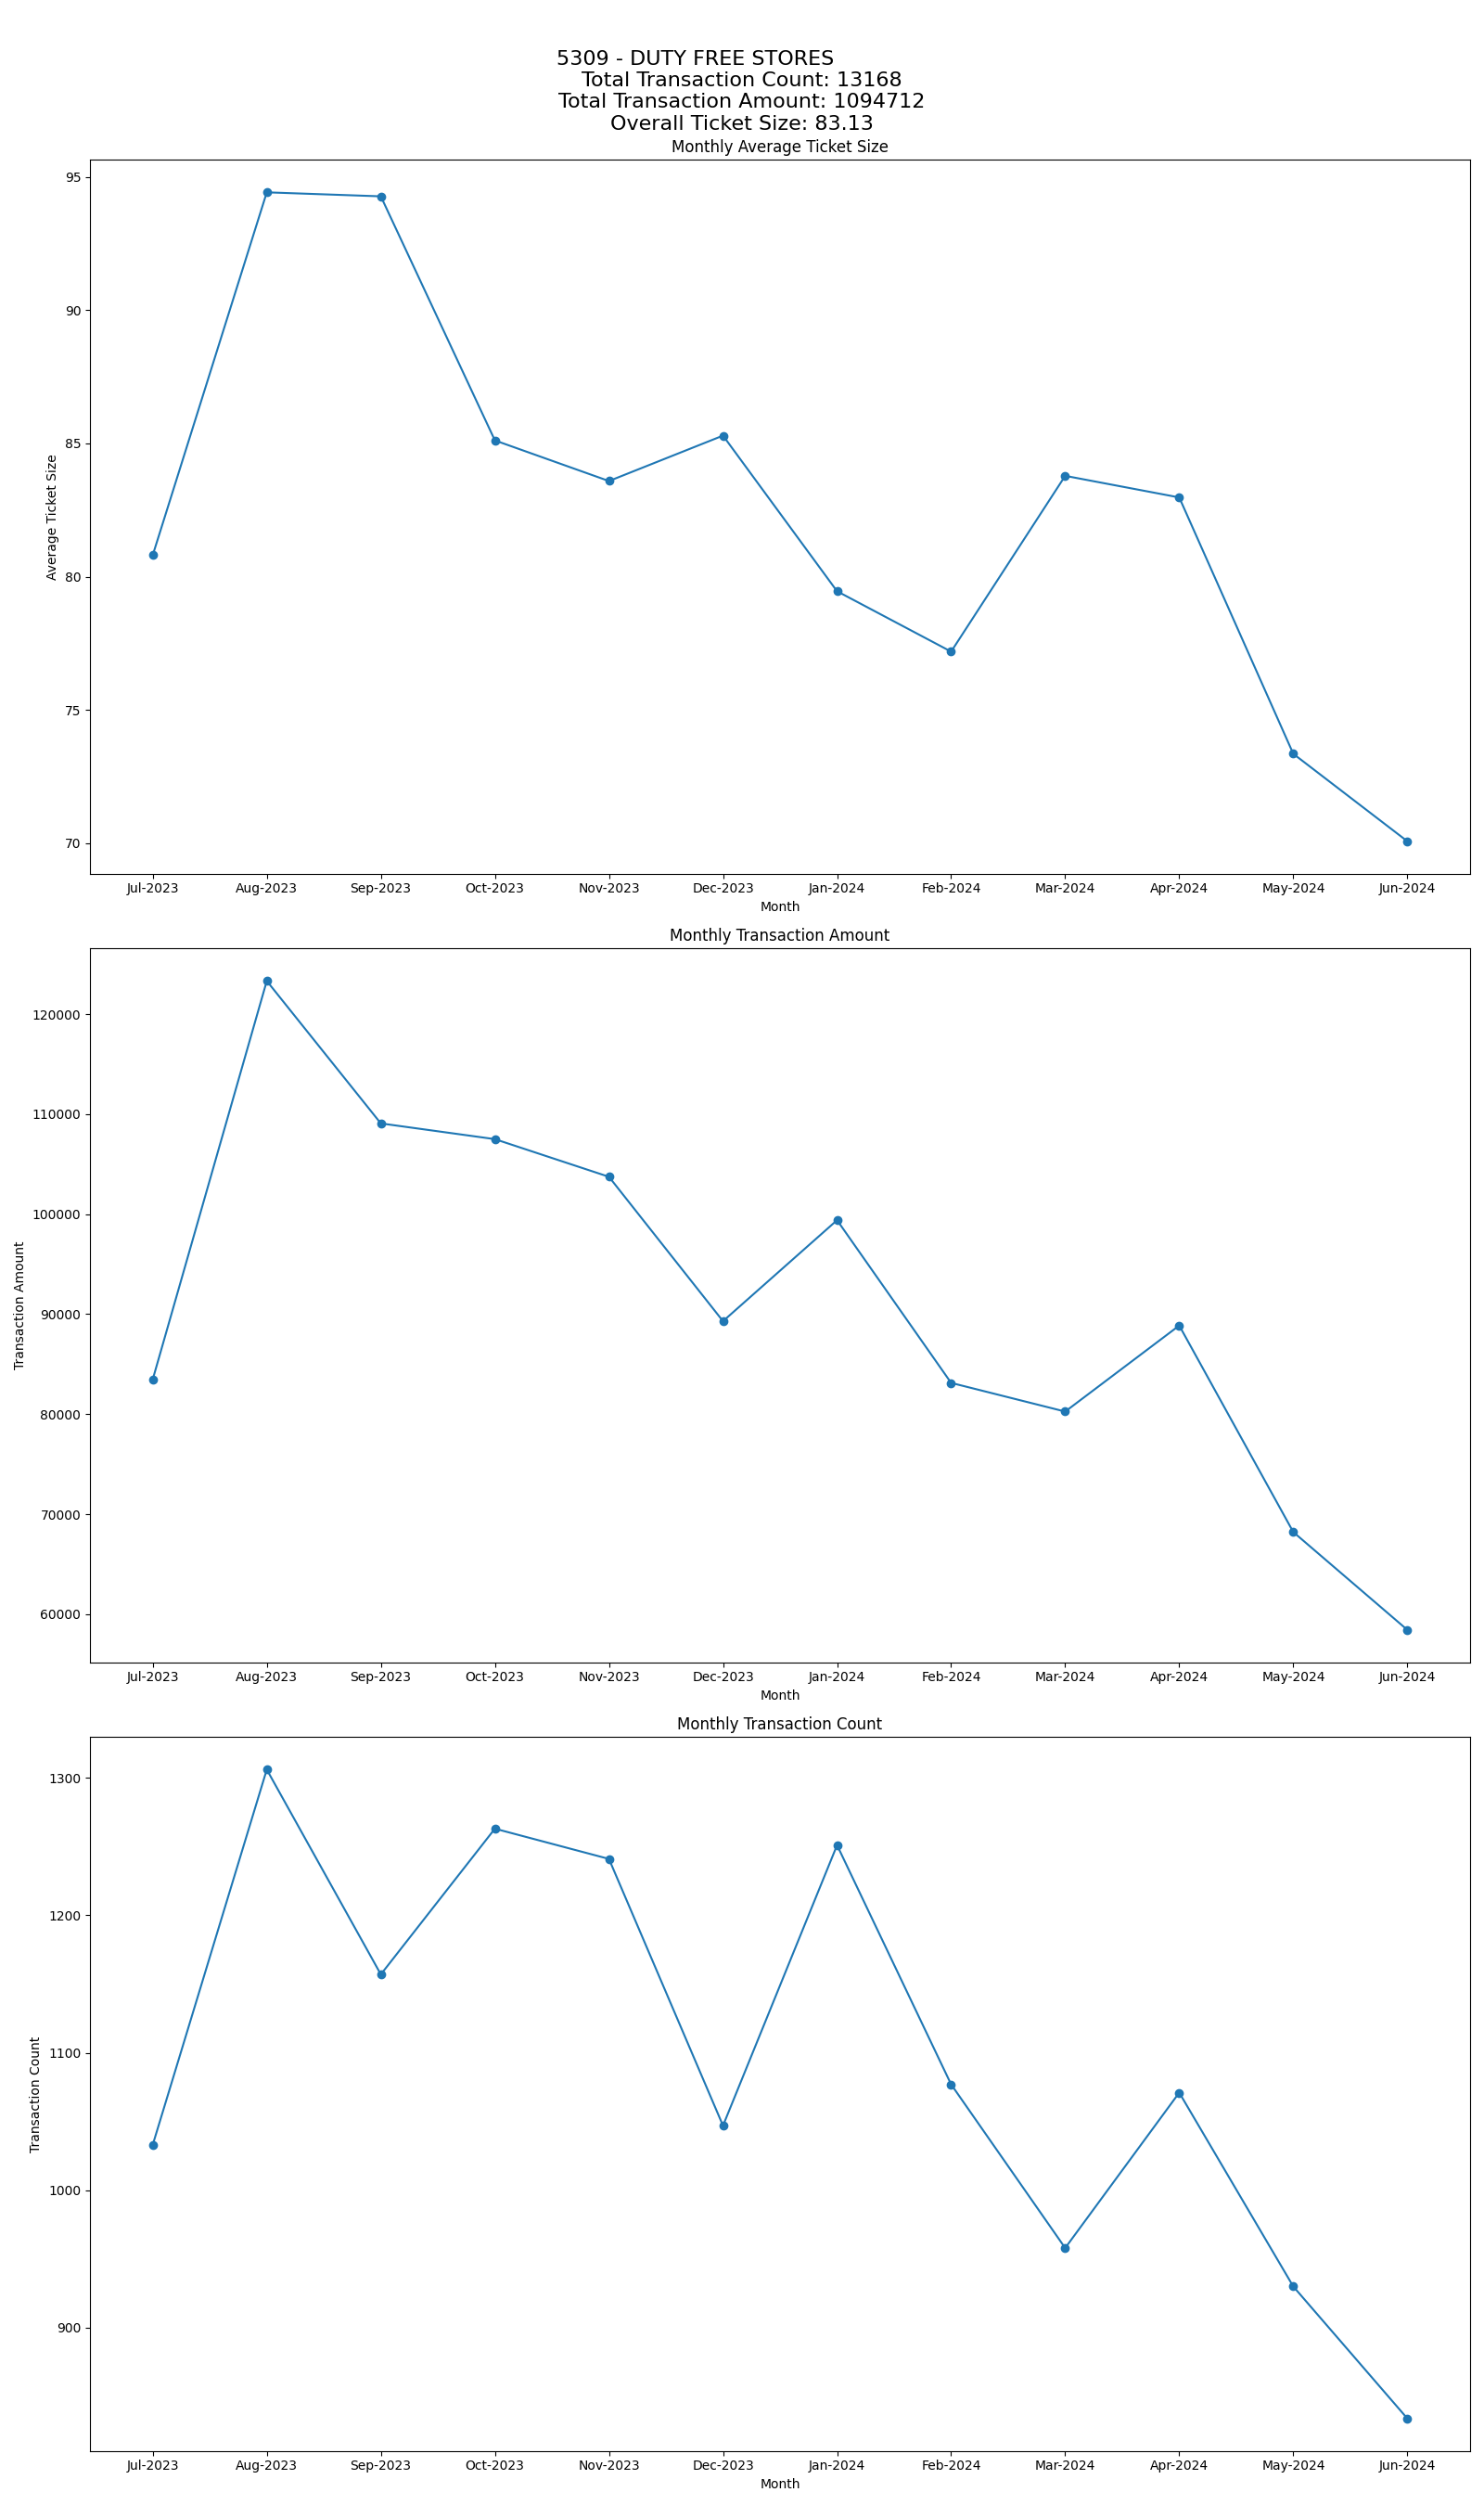 5309 - DUTY FREE STORES
Total Transaction Count: 13168
Total Transaction Amount: 1094712
Overall Ticket Size: 83.13
Monthly Average Ticket Size
95
90
85
80
75
70
Average Ticket Size
Jul-2023 Aug-2023 Sep-2023 Oct-2023 Nov-2023 Dec-2023 Jan-2024 Feb-2024 Mar-2024 Apr-2024 May-2024 Jun-2024
Month
Monthly Transaction Amount
120000
110000
100000
90000
80000
70000
60000
Transaction Amount
Jul-2023 Aug-2023 Sep-2023 Oct-2023 Nov-2023 Dec-2023 Jan-2024 Feb-2024 Mar-2024 Apr-2024 May-2024 Jun-2024
Month
Monthly Transaction Count
1300
1200
1100
1000
900
Transaction Count
Jul-2023 Aug-2023 Sep-2023 Oct-2023 Nov-2023 Dec-2023 Jan-2024 Feb-2024 Mar-2024 Apr-2024 May-2024 Jun-2024
Month